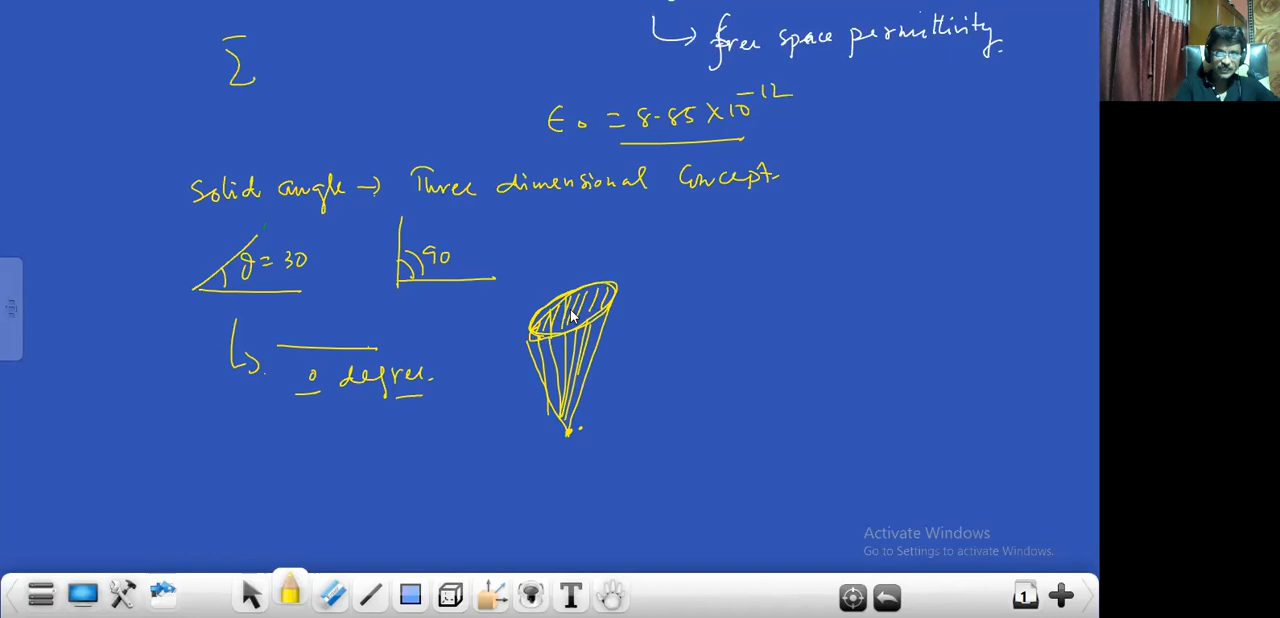 ↳ free space permittivity.
Σ
ε₀ = 8.85 × 10⁻¹²
Solid angle → Three dimensional Concept.
θ = 30
90
0 degree.
Activate Windows
Go to Settings to activate Windows.
T
1